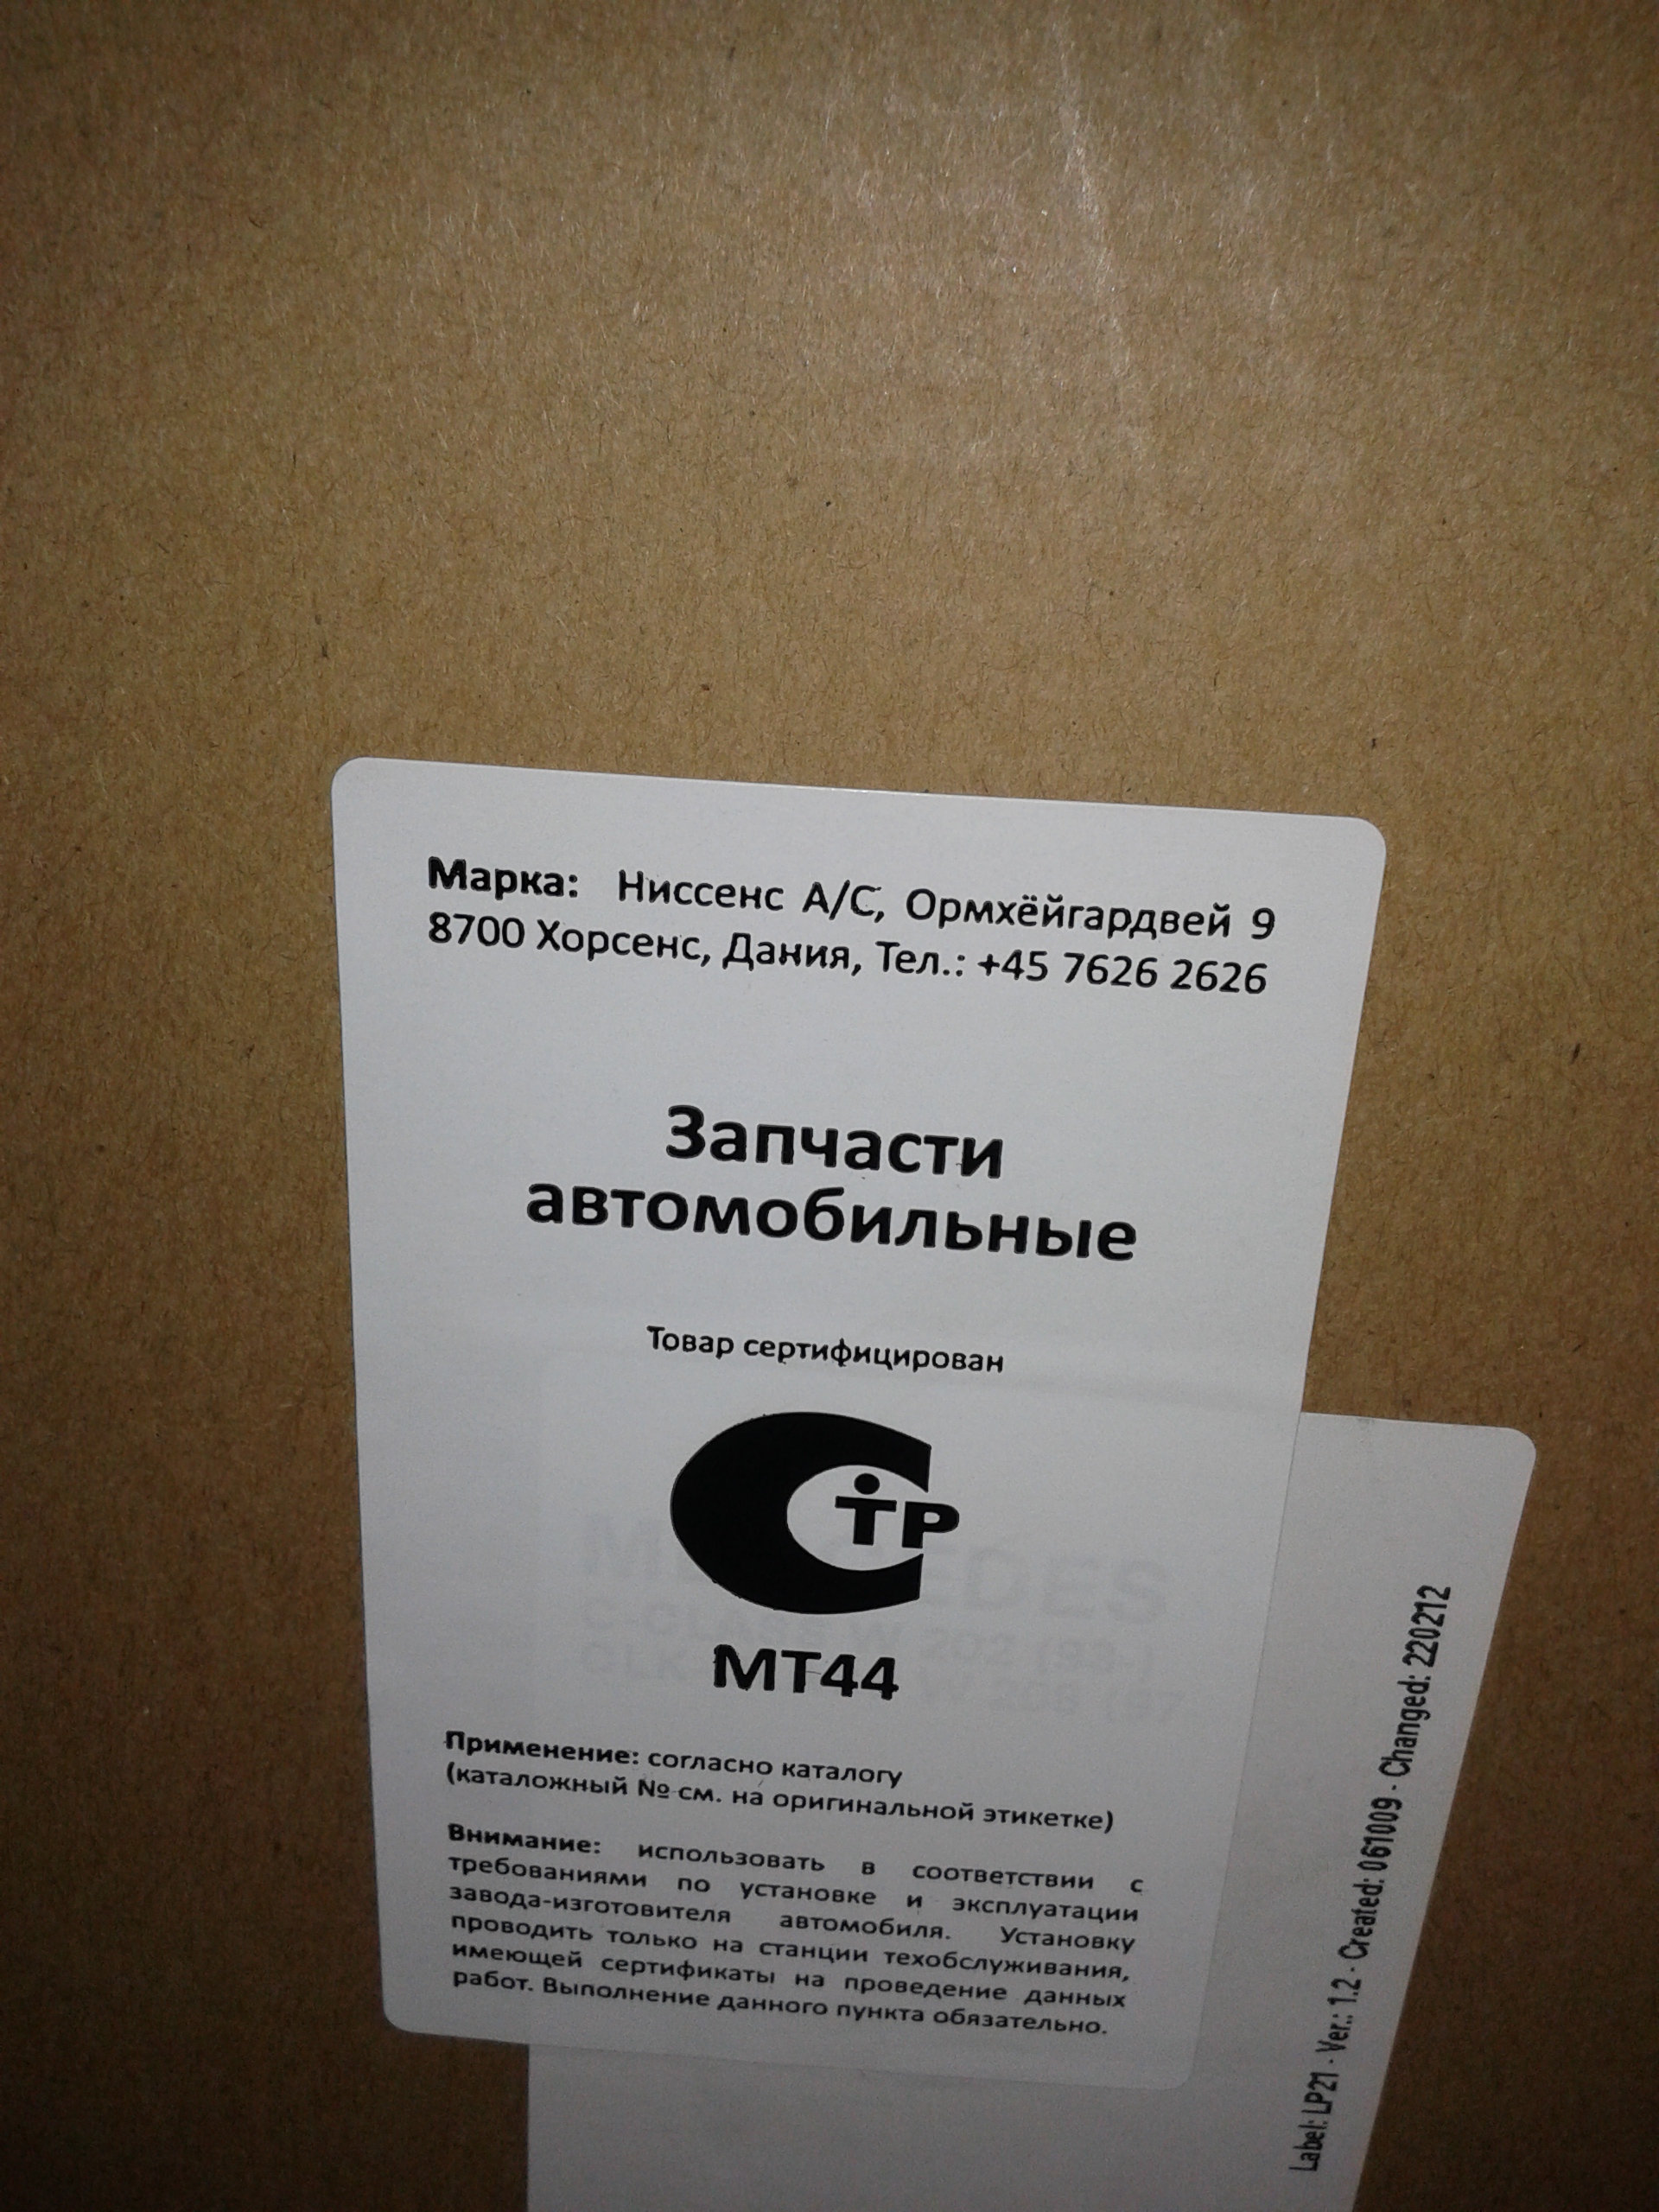 Марка: Ниссенс А/С, Ормхёйгардвей 9
8700 Хорсенс, Дания, Тел.: +45 7626 2626
Запчасти
автомобильные
Товар сертифицирован
С ТР
МТ44
Применение: согласно каталогу
(каталожный № см. на оригинальной этикетке)
Внимание: использовать в соответствии с
требованиями по установке и эксплуатации
завода-изготовителя автомобиля. Установку
проводить только на станции техобслуживания,
имеющей сертификаты на проведение данных
работ. Выполнение данного пункта обязательно.
Label: LP21 · Ver.: 1.2 · Created: 061009 · Changed: 220212